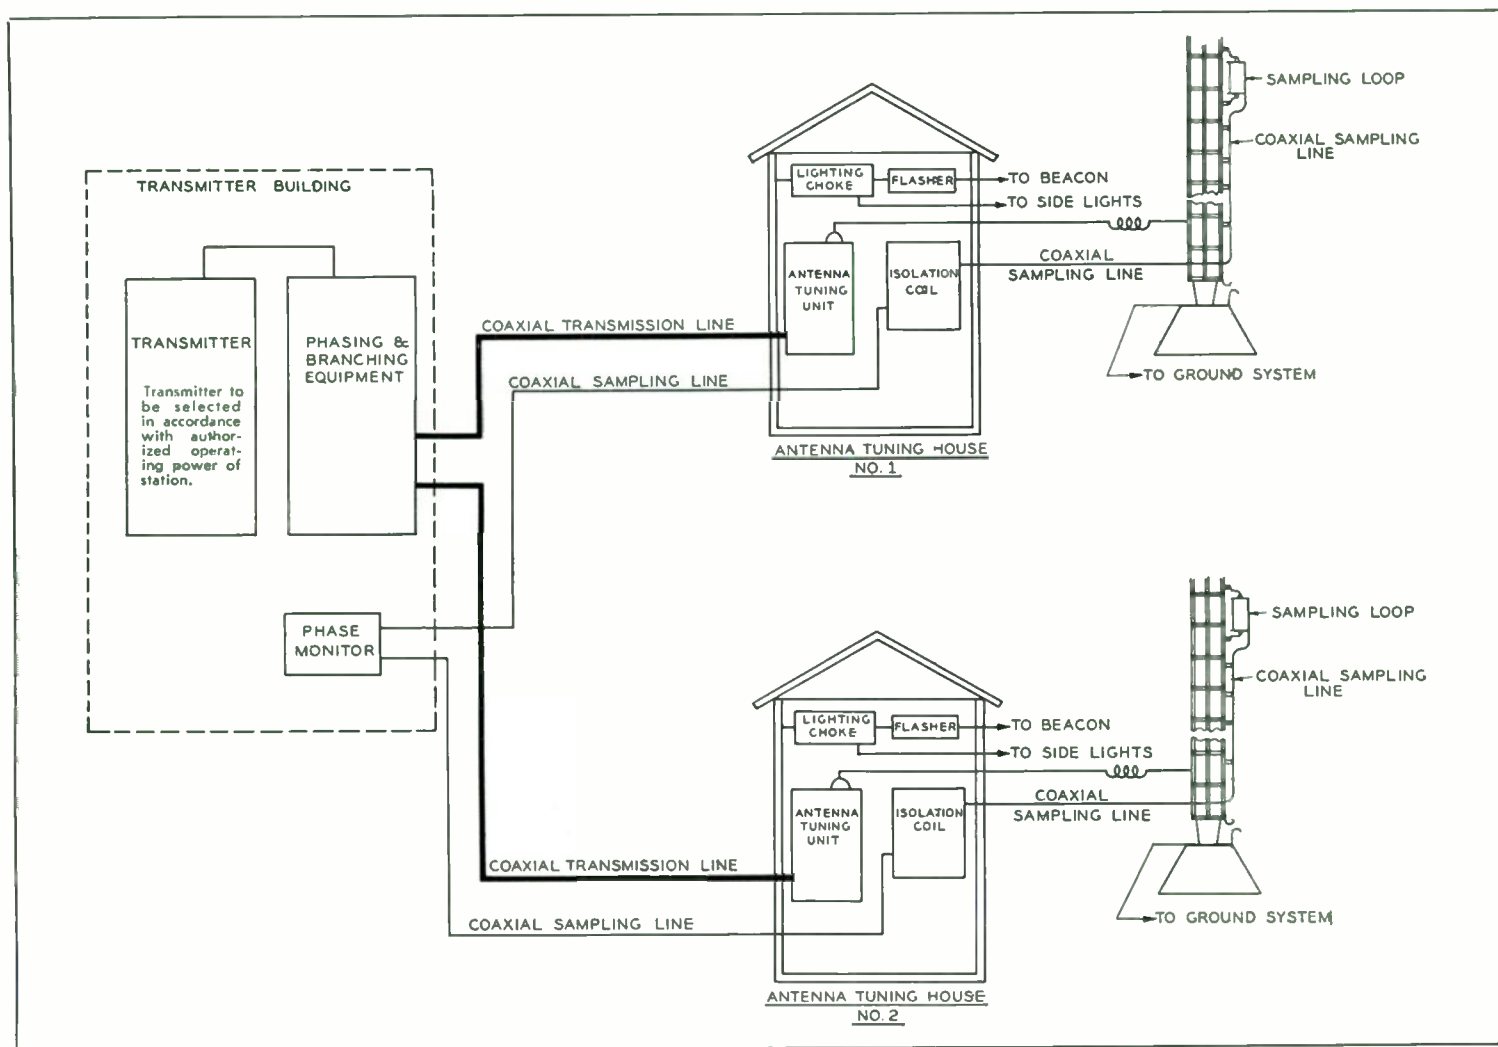 TRANSMITTER BUILDING
TRANSMITTER
Transmitter to
be selected
in accordance
with author-
ized operat-
ing power of
station.
PHASING &
BRANCHING
EQUIPMENT
PHASE
MONITOR
COAXIAL TRANSMISSION LINE
COAXIAL SAMPLING LINE
LIGHTING
CHOKE
FLASHER
TO BEACON
TO SIDE LIGHTS
ANTENNA
TUNING
UNIT
ISOLATION
COIL
COAXIAL
SAMPLING LINE
ANTENNA TUNING HOUSE
NO. 1
SAMPLING LOOP
COAXIAL SAMPLING
LINE
TO GROUND SYSTEM
COAXIAL TRANSMISSION LINE
COAXIAL SAMPLING LINE
LIGHTING
CHOKE
FLASHER
TO BEACON
TO SIDE LIGHTS
ANTENNA
TUNING
UNIT
ISOLATION
COIL
COAXIAL
SAMPLING LINE
ANTENNA TUNING HOUSE
NO. 2
SAMPLING LOOP
COAXIAL SAMPLING
LINE
TO GROUND SYSTEM